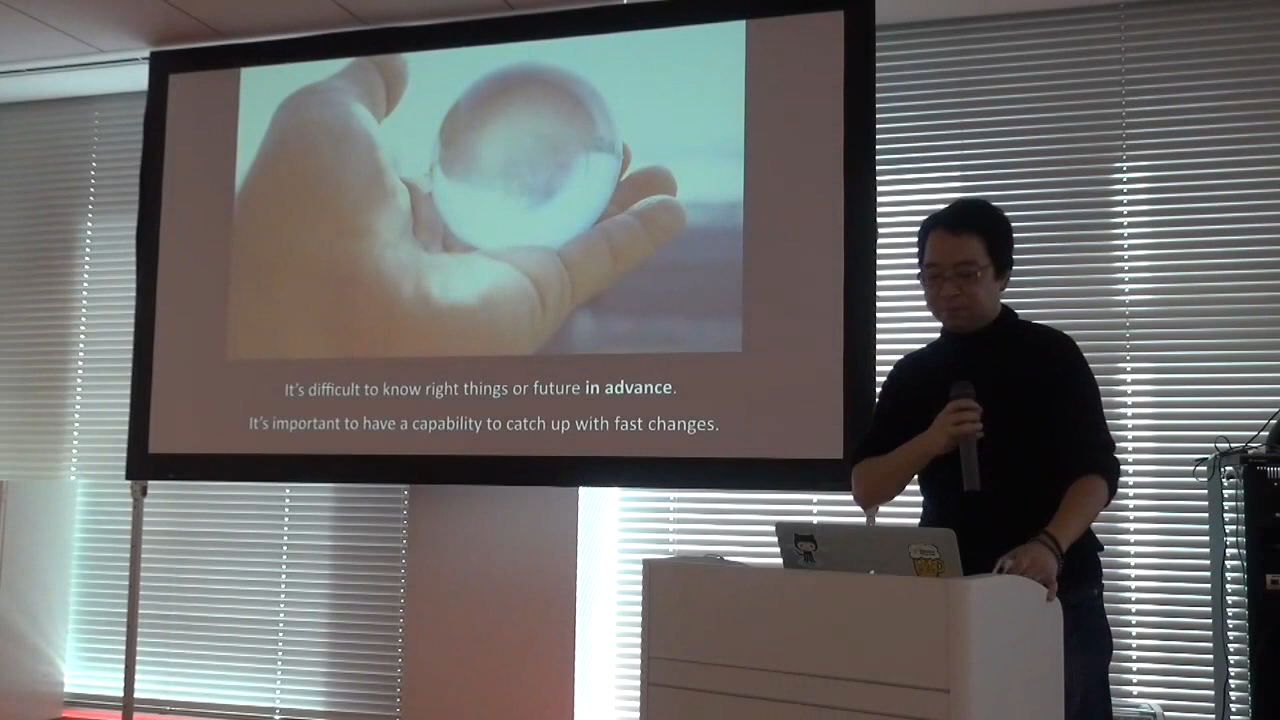 It's difficult to know right things or future in advance.
It's important to have a capability to catch up with fast changes.